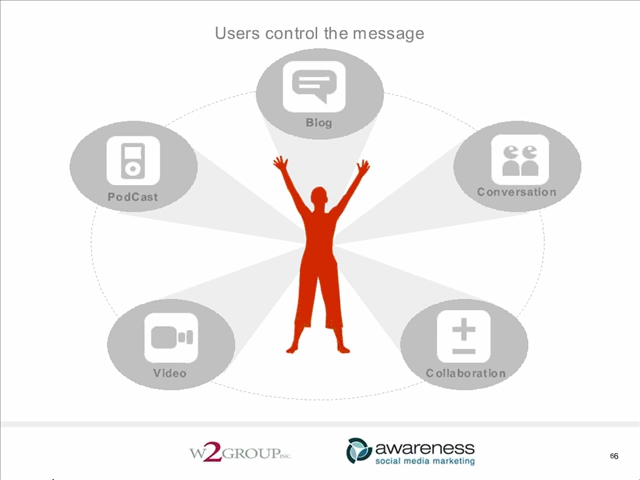 Users control the message
Blog
PodCast
Conversation
Video
Collaboration
W2GROUP INC.
awareness
social media marketing
66